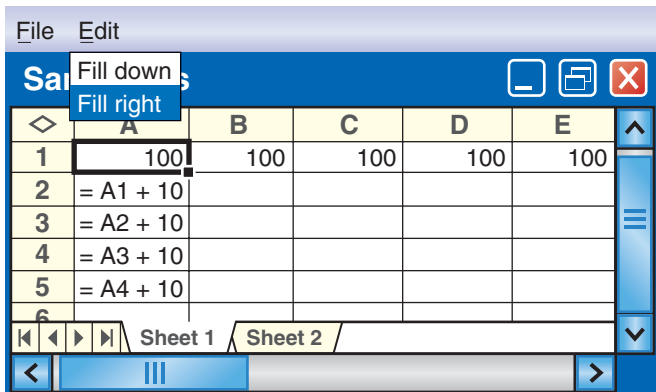 File Edit
Fill down
Fill right
A B C D E
1 100 100 100 100 100
2 = A1 + 10
3 = A2 + 10
4 = A3 + 10
5 = A4 + 10
6
Sheet 1 Sheet 2